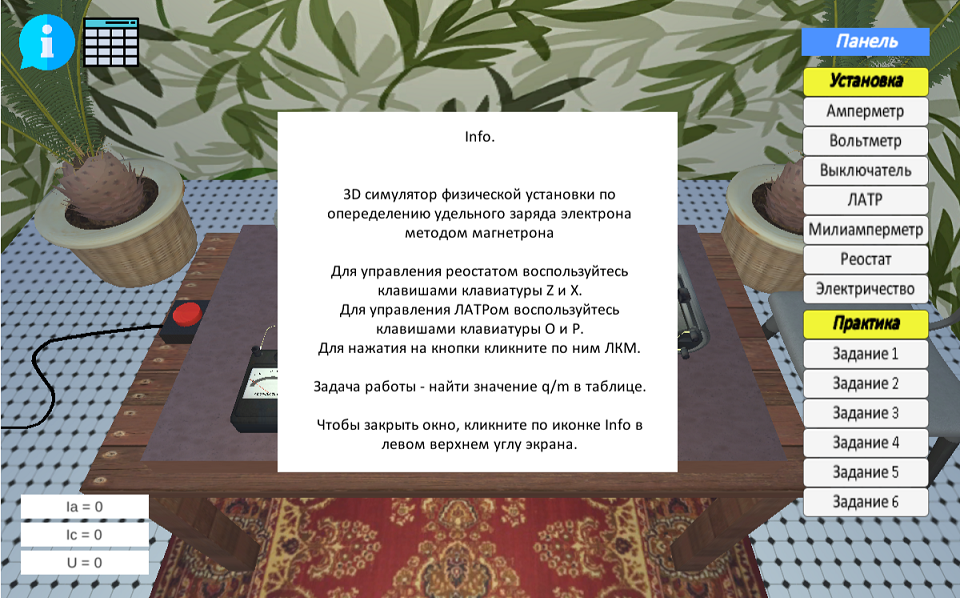 Info.
3D симулятор физической установки по
опеределению удельного заряда электрона
методом магнетрона
Для управления реостатом воспользуйтесь
клавишами клавиатуры Z и X.
Для управления ЛАТРом воспользуйтесь
клавишами клавиатуры O и P.
Для нажатия на кнопки кликните по ним ЛКМ.
Задача работы - найти значение q/m в таблице.
Чтобы закрыть окно, кликните по иконке Info в
левом верхнем углу экрана.
Панель
Установка
Амперметр
Вольтметр
Выключатель
ЛАТР
Милиамперметр
Реостат
Электричество
Практика
Задание 1
Задание 2
Задание 3
Задание 4
Задание 5
Задание 6
Ia = 0
Ic = 0
U = 0